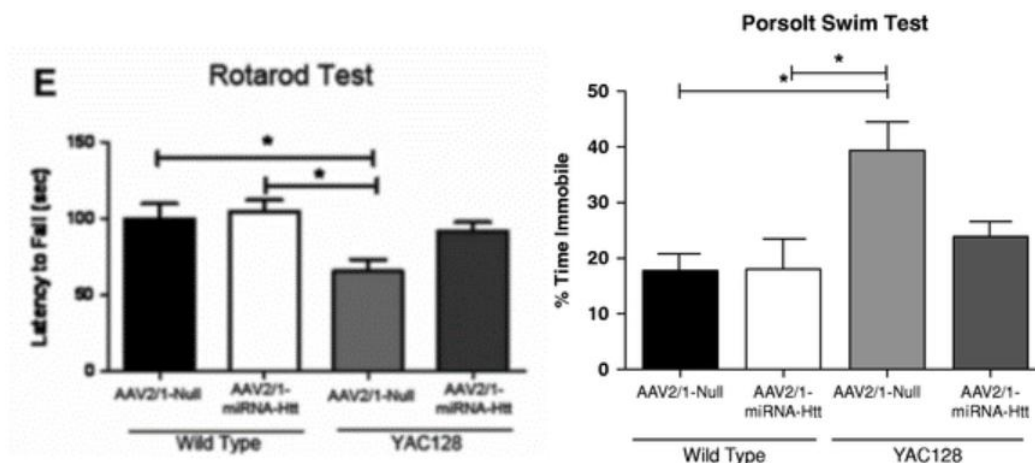 E
Rotarod Test
*
*
150
100
50
0
Latency to Fall (sec)
AAV2/1-Null
AAV2/1-
miRNA-Htt
AAV2/1-Null
AAV2/1-
miRNA-Htt
Wild Type
YAC128
Porsolt Swim Test
*
*
50
40
30
20
10
0
% Time Immobile
AAV2/1-Null
AAV2/1-
miRNA-Htt
AAV2/1-Null
AAV2/1-
miRNA-Htt
Wild Type
YAC128